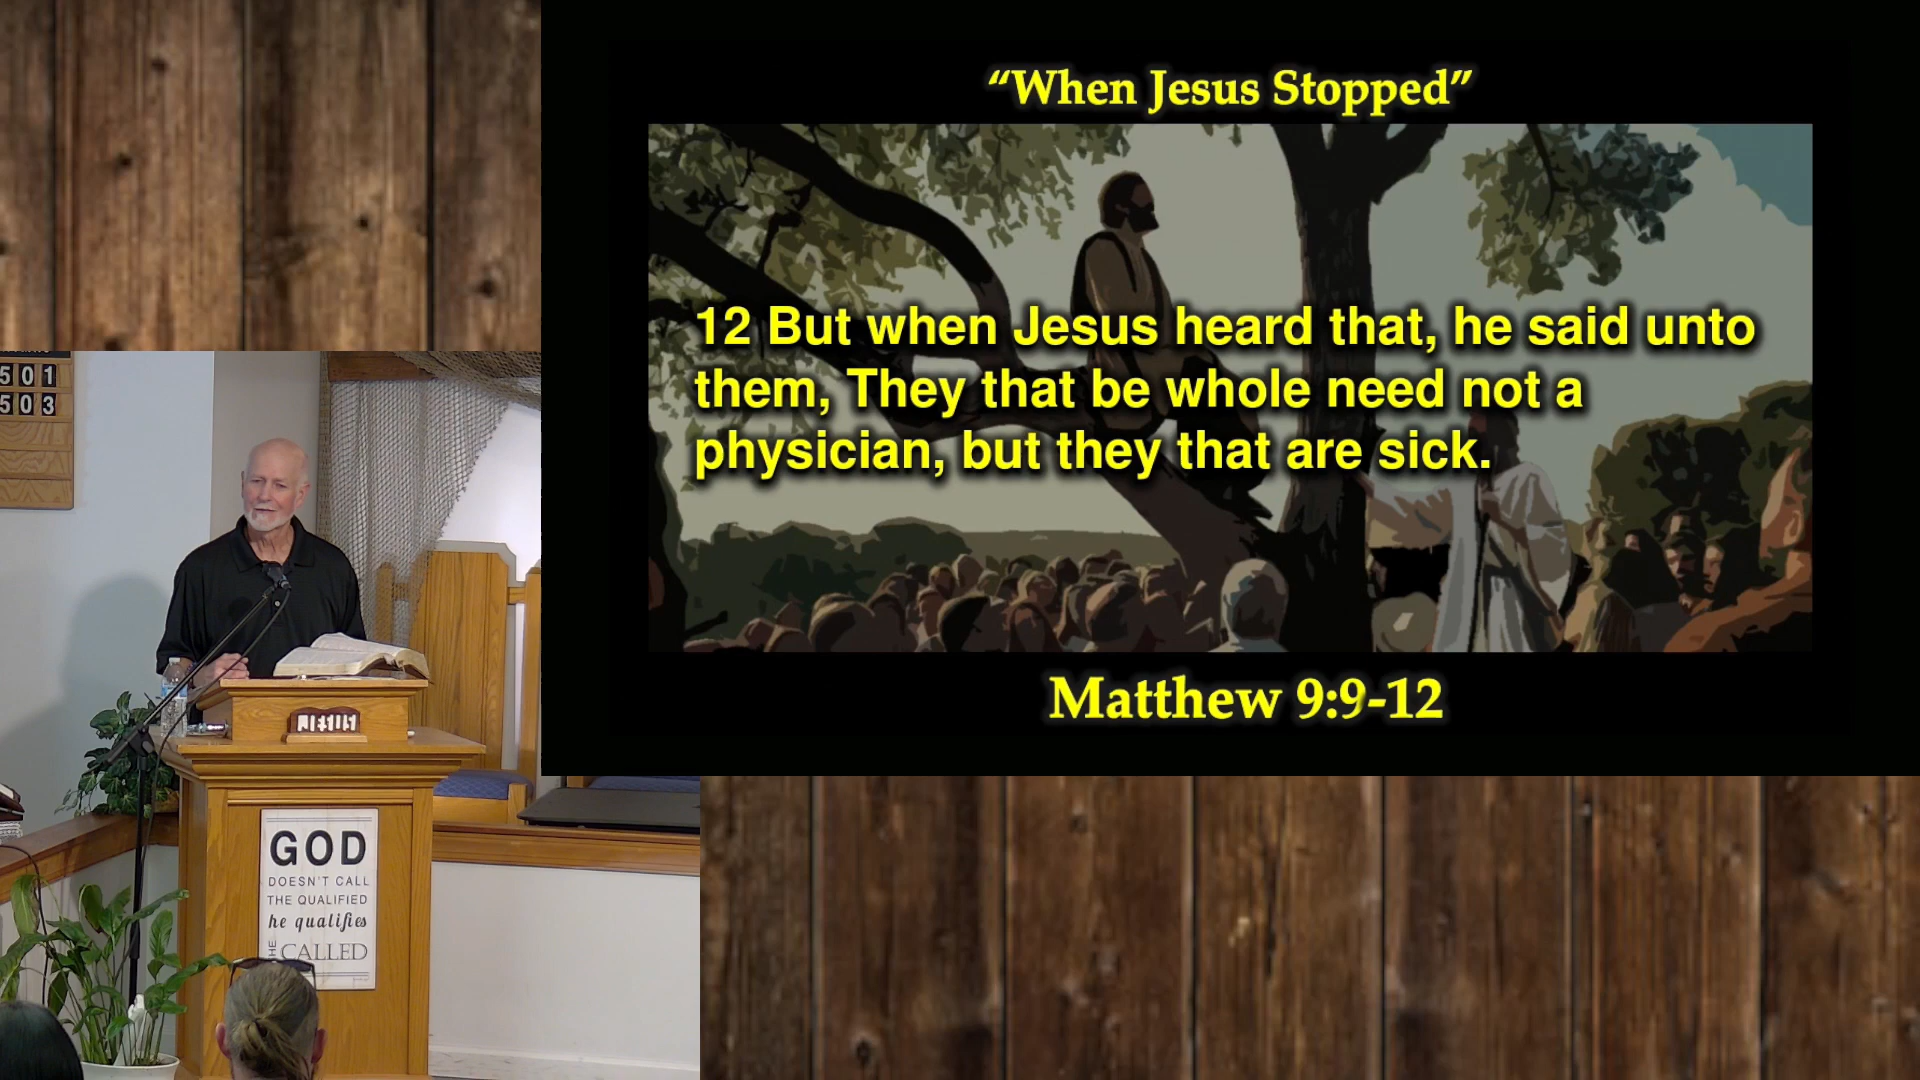 “When Jesus Stopped”
12 But when Jesus heard that, he said unto
them, They that be whole need not a
physician, but they that are sick.
Matthew 9:9-12
501
503
GOD
DOESN'T CALL
THE QUALIFIED
he qualifies
THE
CALLED